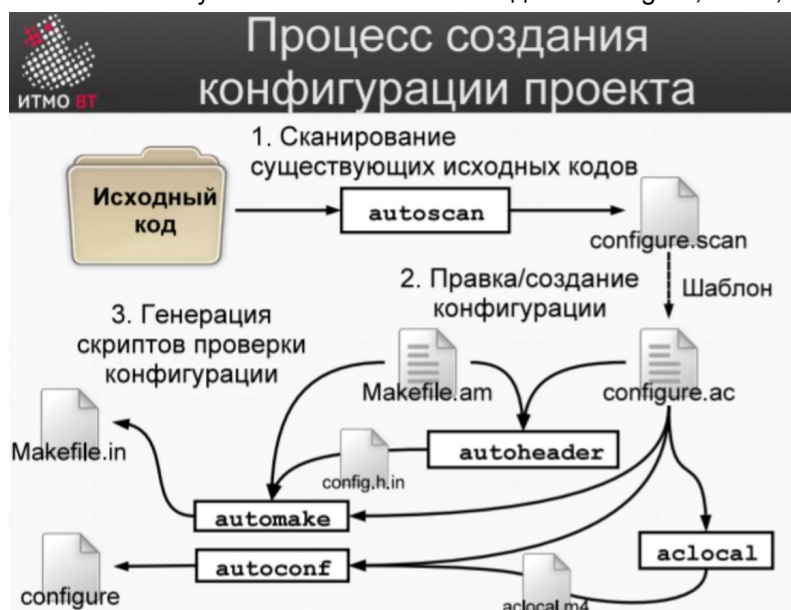 ИТМО ВТ
Процесс создания
конфигурации проекта
1. Сканирование
существующих исходных кодов
Исходный
код
autoscan
configure.scan
2. Правка/создание
конфигурации
Шаблон
3. Генерация
скриптов проверки
конфигурации
Makefile.am
configure.ac
Makefile.in
autoheader
config.h.in
automake
autoconf
aclocal
configure
aclocal.m4